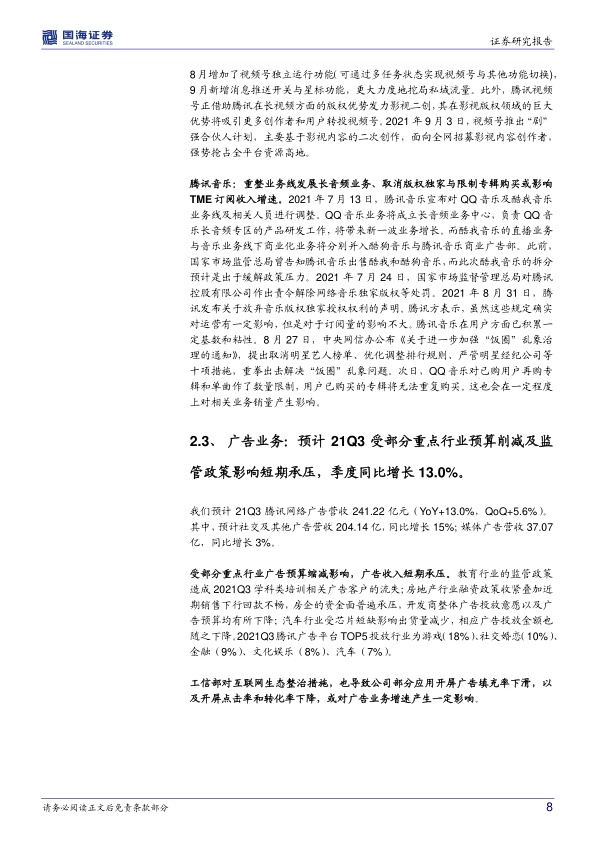 国海证券
SEALAND SECURITIES
证券研究报告
8 月增加了视频号独立运行功能(可通过多任务状态实现视频号与其他功能切换)，
9 月新增消息推送开关与星标功能，更大力度地挖局私域流量。此外，腾讯视频
号正借助腾讯在长视频方面的版权优势发力影视二创，其在影视版权领域的巨大
优势将吸引更多创作者和用户转投视频号。2021 年 9 月 3 日，视频号推出“剧”
强合伙人计划，主要基于影视内容的二次创作，面向全网招募影视内容创作者，
强势抢占全平台资源高地。
腾讯音乐：重整业务线发展长音频业务、取消版权独家与限制专辑购买或影响
TME 订阅收入增速。2021 年 7 月 13 日，腾讯音乐宣布对 QQ 音乐及酷我音乐
业务线及相关人员进行调整。QQ 音乐业务将成立长音频业务中心，负责 QQ 音
乐长音频专区的产品研发工作，将带来新一波业务增长。而酷我音乐的直播业务
与音乐业务线下商业化业务将分别并入酷狗音乐与腾讯音乐商业广告部。此前，
国家市场监管总局曾告知腾讯音乐出售酷我和酷狗音乐，而此次酷我音乐的拆分
预计是出于缓解政策压力。2021 年 7 月 24 日，国家市场监督管理总局对腾讯
控股有限公司作出责令解除网络音乐独家版权等处罚。2021 年 8 月 31 日，腾
讯发布关于放弃音乐版权独家授权权利的声明。腾讯方表示，虽然这些规定确实
对运营有一定影响，但是对于订阅量的影响不大。腾讯音乐在用户方面已积累一
定基数和粘性。8 月 27 日，中央网信办公布《关于进一步加强“饭圈”乱象治
理的通知》，提出取消明星艺人榜单、优化调整排行规则、严管明星经纪公司等
十项措施，重拳出击解决“饭圈”乱象问题。次日，QQ 音乐对已购用户再购专
辑和单曲作了数量限制，用户已购买的专辑将无法重复购买。这也会在一定程度
上对相关业务销量产生影响。
2.3、 广告业务：预计 21Q3 受部分重点行业预算削减及监
管政策影响短期承压，季度同比增长 13.0%。
我们预计 21Q3 腾讯网络广告营收 241.22 亿元（YoY+13.0%，QoQ+5.6%）。
其中，预计社交及其他广告营收 204.14 亿，同比增长 15%；媒体广告营收 37.07
亿，同比增长 3%。
受部分重点行业广告预算缩减影响，广告收入短期承压。教育行业的监管政策
造成 2021Q3 学科类培训相关广告客户的流失；房地产行业融资政策收紧叠加近
期销售下行回款不畅，房企的资金面普遍承压，开发商整体广告投放意愿以及广
告预算均有所下降；汽车行业受芯片短缺影响出货量减少，相应广告投放金额也
随之下降。2021Q3 腾讯广告平台 TOP5 投放行业为游戏（18%）、社交婚恋（10%）、
金融（9%）、文化娱乐（8%）、汽车（7%）。
工信部对互联网生态整治措施，也导致公司部分应用开屏广告填充率下滑，以
及开屏点击率和转化率下降，或对广告业务增速产生一定影响。
请务必阅读正文后免责条款部分
8